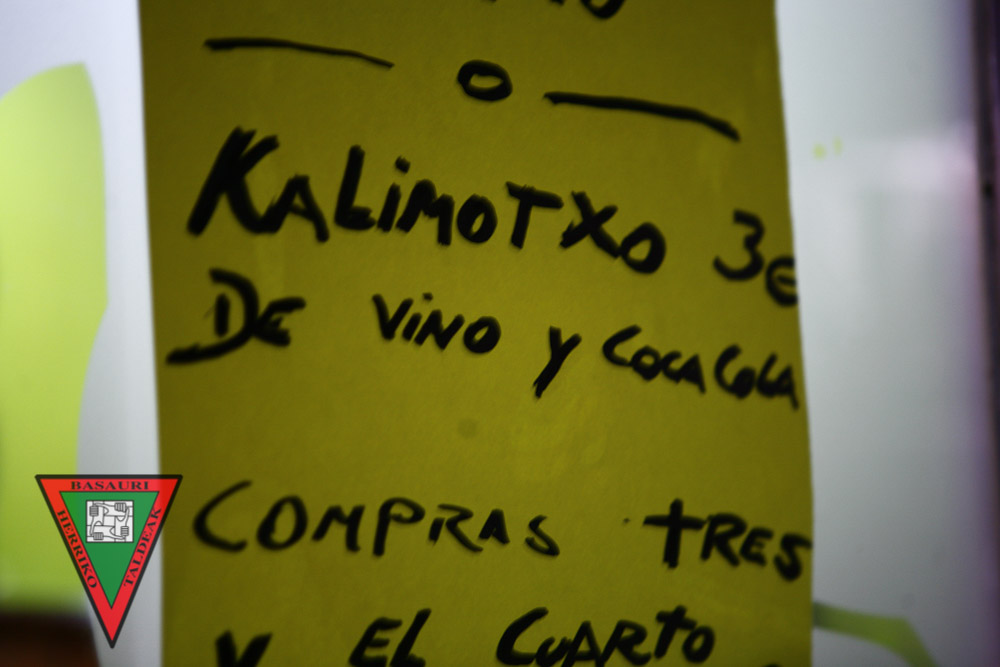 — O —
KALIMOTXO 3€
DE VINO Y COCACOLA
COMPRAS TRES
Y EL CUARTO
BASAURI
HERRIKO
TALDEAK